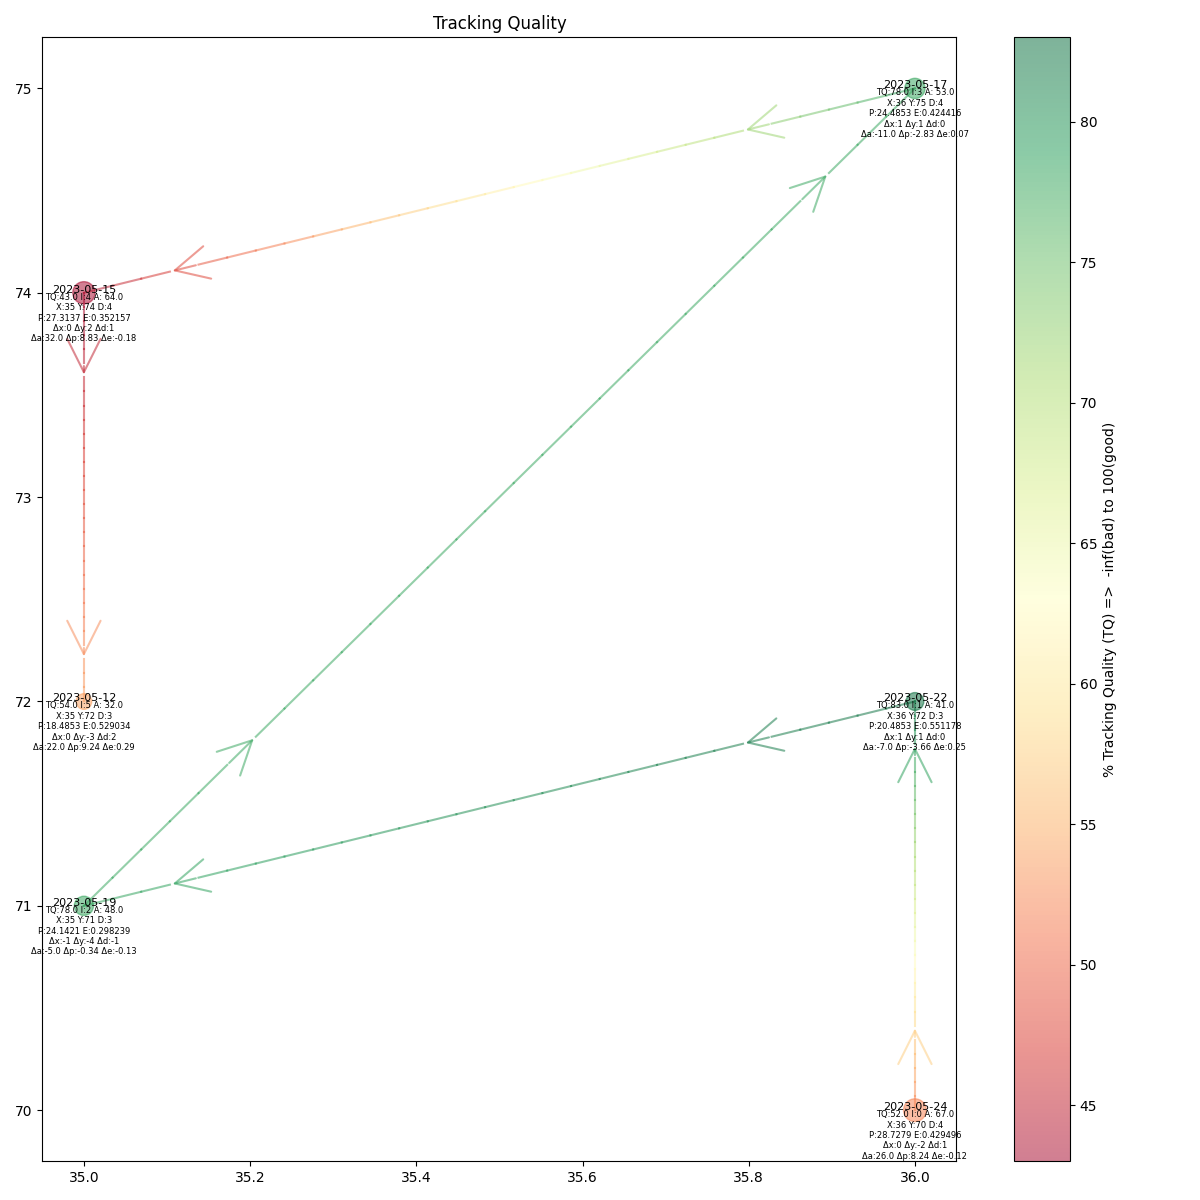 Tracking Quality
75
74
73
72
71
70
35.0
35.2
35.4
35.6
35.8
36.0
2023-05-17
TQ:78.0 I:3 A: 53.0
X:36 Y:75 D:4
P:24.4853 E:0.424416
Δx:1 Δy:1 Δd:0
Δa:-11.0 Δp:-2.83 Δe:0.07
2023-05-15
TQ:43.0 I:4 A: 64.0
X:35 Y:74 D:4
P:27.3137 E:0.352157
Δx:0 Δy:2 Δd:1
Δa:32.0 Δp:8.83 Δe:-0.18
2023-05-12
TQ:54.0 I:5 A: 32.0
X:35 Y:72 D:3
P:18.4853 E:0.529034
Δx:0 Δy:-3 Δd:2
Δa:22.0 Δp:9.24 Δe:0.29
2023-05-22
TQ:83.0 I:1 A: 41.0
X:36 Y:72 D:3
P:20.4853 E:0.551178
Δx:1 Δy:1 Δd:0
Δa:-7.0 Δp:-3.66 Δe:0.25
2023-05-19
TQ:78.0 I:2 A: 48.0
X:35 Y:71 D:3
P:24.1421 E:0.298239
Δx:-1 Δy:-4 Δd:-1
Δa:-5.0 Δp:-0.34 Δe:-0.13
2023-05-24
TQ:52.0 I:0 A: 67.0
X:36 Y:70 D:4
P:28.7279 E:0.429496
Δx:0 Δy:-2 Δd:1
Δa:26.0 Δp:8.24 Δe:-0.12
80
75
70
65
60
55
50
45
% Tracking Quality (TQ) => -inf(bad) to 100(good)